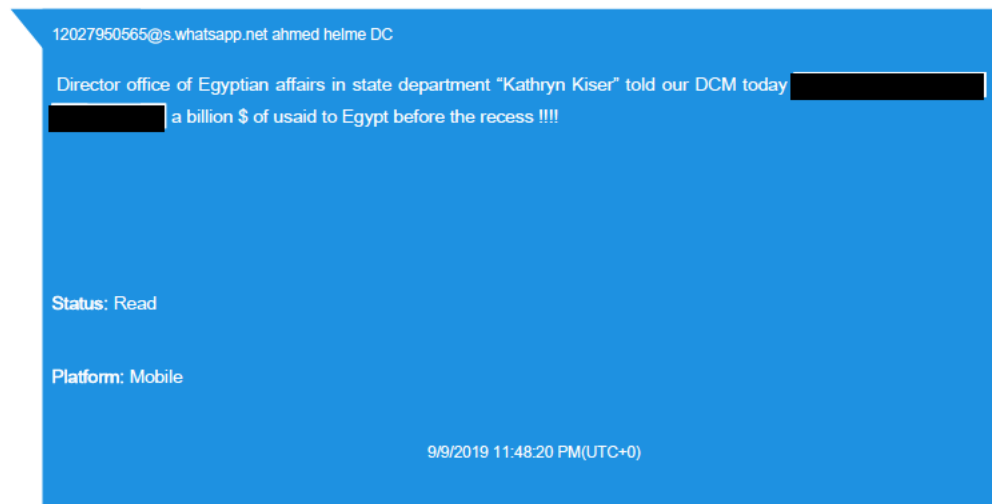 12027950565@s.whatsapp.net ahmed helme DC
Director office of Egyptian affairs in state department “Kathryn Kiser” told our DCM today
a billion $ of usaid to Egypt before the recess !!!!
Status: Read
Platform: Mobile
9/9/2019 11:48:20 PM(UTC+0)